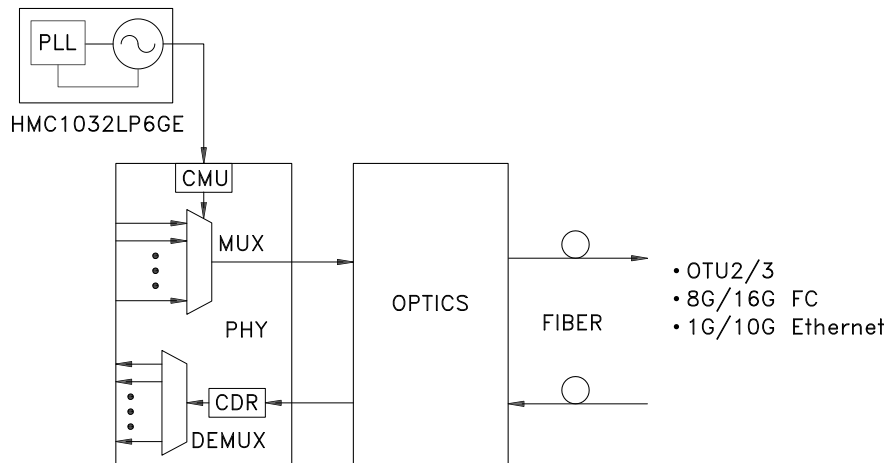 PLL
HMC1032LP6GE
CMU
MUX
PHY
OPTICS
FIBER
• OTU2/3
• 8G/16G FC
• 1G/10G Ethernet
CDR
DEMUX